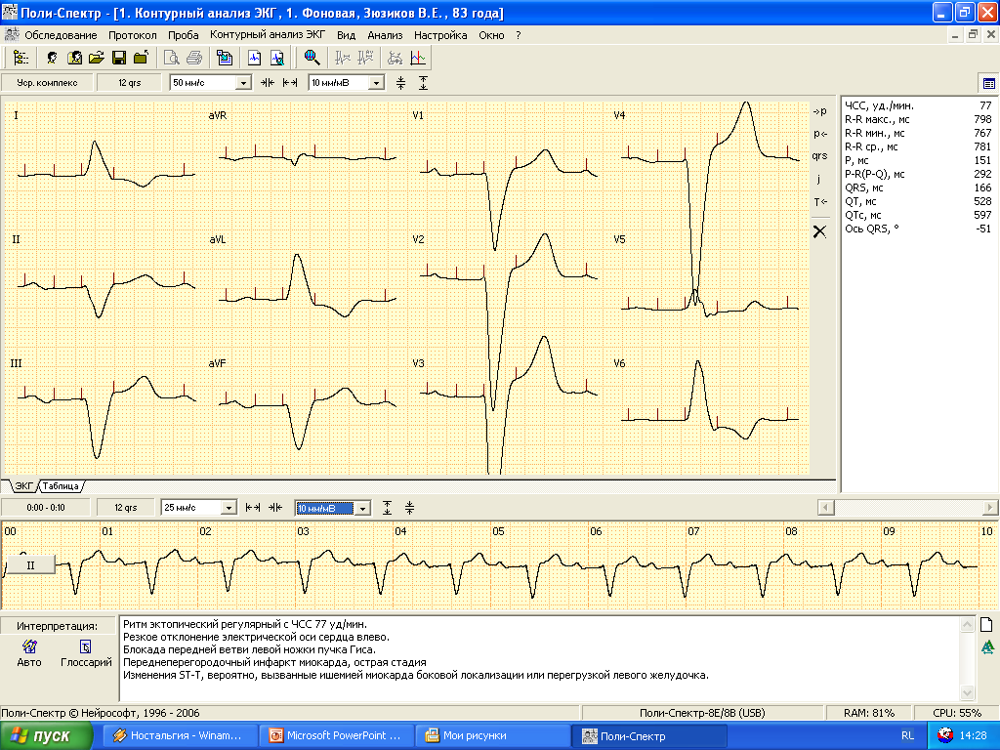 Поли-Спектр - [1. Контурный анализ ЭКГ, 1. Фоновая, Зюзиков В.Е., 83 года]
Обследование Протокол Проба Контурный анализ ЭКГ Вид Анализ Настройка Окно ?
Уср. комплекс 12 qrs 50 мм/с 10 мм/мВ
I aVR V1 V4
II aVL V2 V5
III aVF V3 V6
→p
p←
qrs
j
T←
ЧСС, уд./мин. 77
R-R макс., мс 798
R-R мин., мс 767
R-R ср., мс 781
P, мс 151
P-R(P-Q), мс 292
QRS, мс 166
QT, мс 528
QTc, мс 597
Ось QRS, ° -51
ЭКГ Таблица
0:00 - 0:10 12 qrs 25 мм/с 10 мм/мВ
00 01 02 03 04 05 06 07 08 09 10
II
Интерпретация:
Авто Глоссарий
Ритм эктопический регулярный с ЧСС 77 уд/мин.
Резкое отклонение электрической оси сердца влево.
Блокада передней ветви левой ножки пучка Гиса.
Переднеперегородочный инфаркт миокарда, острая стадия
Изменения ST-T, вероятно, вызванные ишемией миокарда боковой локализации или перегрузкой левого желудочка.
Поли-Спектр © Нейрософт, 1996 - 2006 Поли-Спектр-8Е/8В (USB) RAM: 81% CPU: 55%
пуск Ностальгия - Winam... Microsoft PowerPoint ... Мои рисунки Поли-Спектр RL 14:28